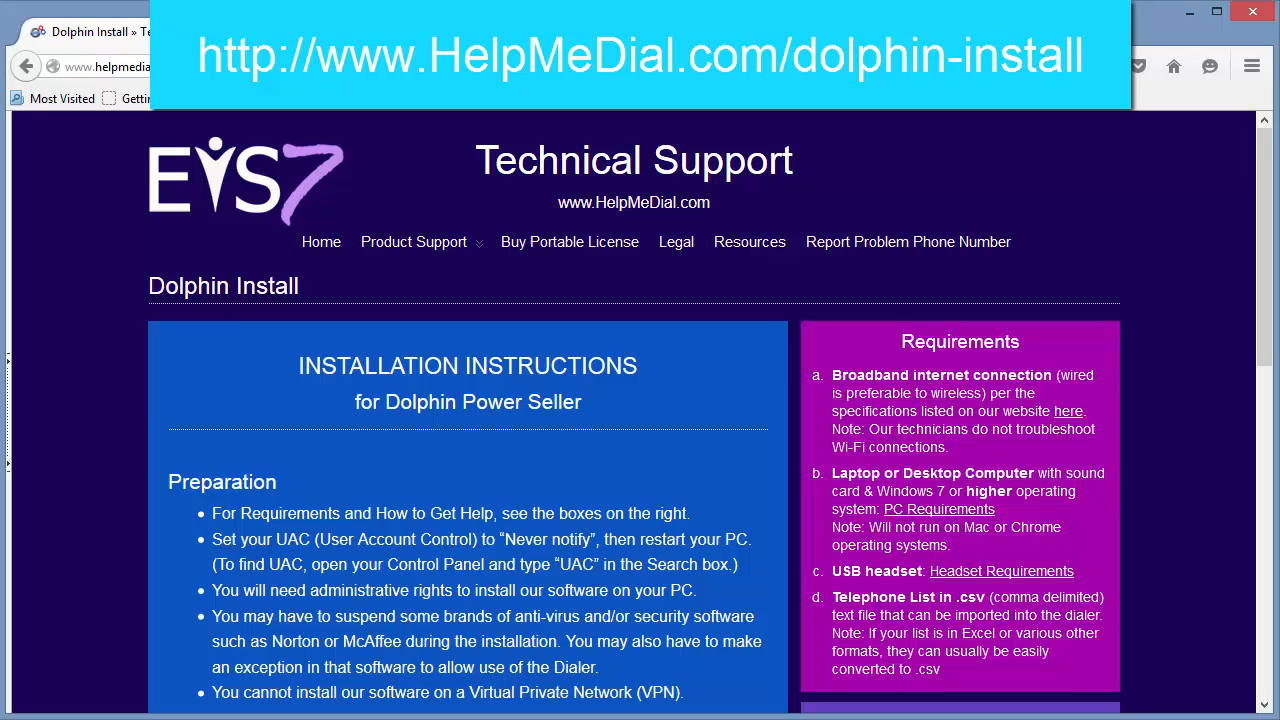 Dolphin Install » Te
http://www.HelpMeDial.com/dolphin-install
www.helpmedia
Most Visited
Gettin
EIS7
Technical Support
www.HelpMeDial.com
Home Product Support Buy Portable License Legal Resources Report Problem Phone Number
Dolphin Install
INSTALLATION INSTRUCTIONS
for Dolphin Power Seller
Preparation
• For Requirements and How to Get Help, see the boxes on the right.
• Set your UAC (User Account Control) to “Never notify”, then restart your PC.
(To find UAC, open your Control Panel and type “UAC” in the Search box.)
• You will need administrative rights to install our software on your PC.
• You may have to suspend some brands of anti-virus and/or security software
such as Norton or McAffee during the installation. You may also have to make
an exception in that software to allow use of the Dialer.
• You cannot install our software on a Virtual Private Network (VPN).
Requirements
a. Broadband internet connection (wired
is preferable to wireless) per the
specifications listed on our website here.
Note: Our technicians do not troubleshoot
Wi-Fi connections.
b. Laptop or Desktop Computer with sound
card & Windows 7 or higher operating
system: PC Requirements
Note: Will not run on Mac or Chrome
operating systems.
c. USB headset: Headset Requirements
d. Telephone List in .csv (comma delimited)
text file that can be imported into the dialer.
Note: If your list is in Excel or various other
formats, they can usually be easily
converted to .csv